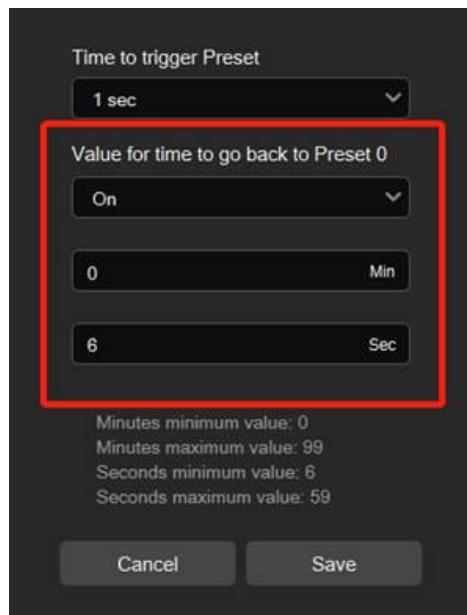 Time to trigger Preset
1 sec
Value for time to go back to Preset 0
On
0 Min
6 Sec
Minutes minimum value: 0
Minutes maximum value: 99
Seconds minimum value: 6
Seconds maximum value: 59
Cancel Save